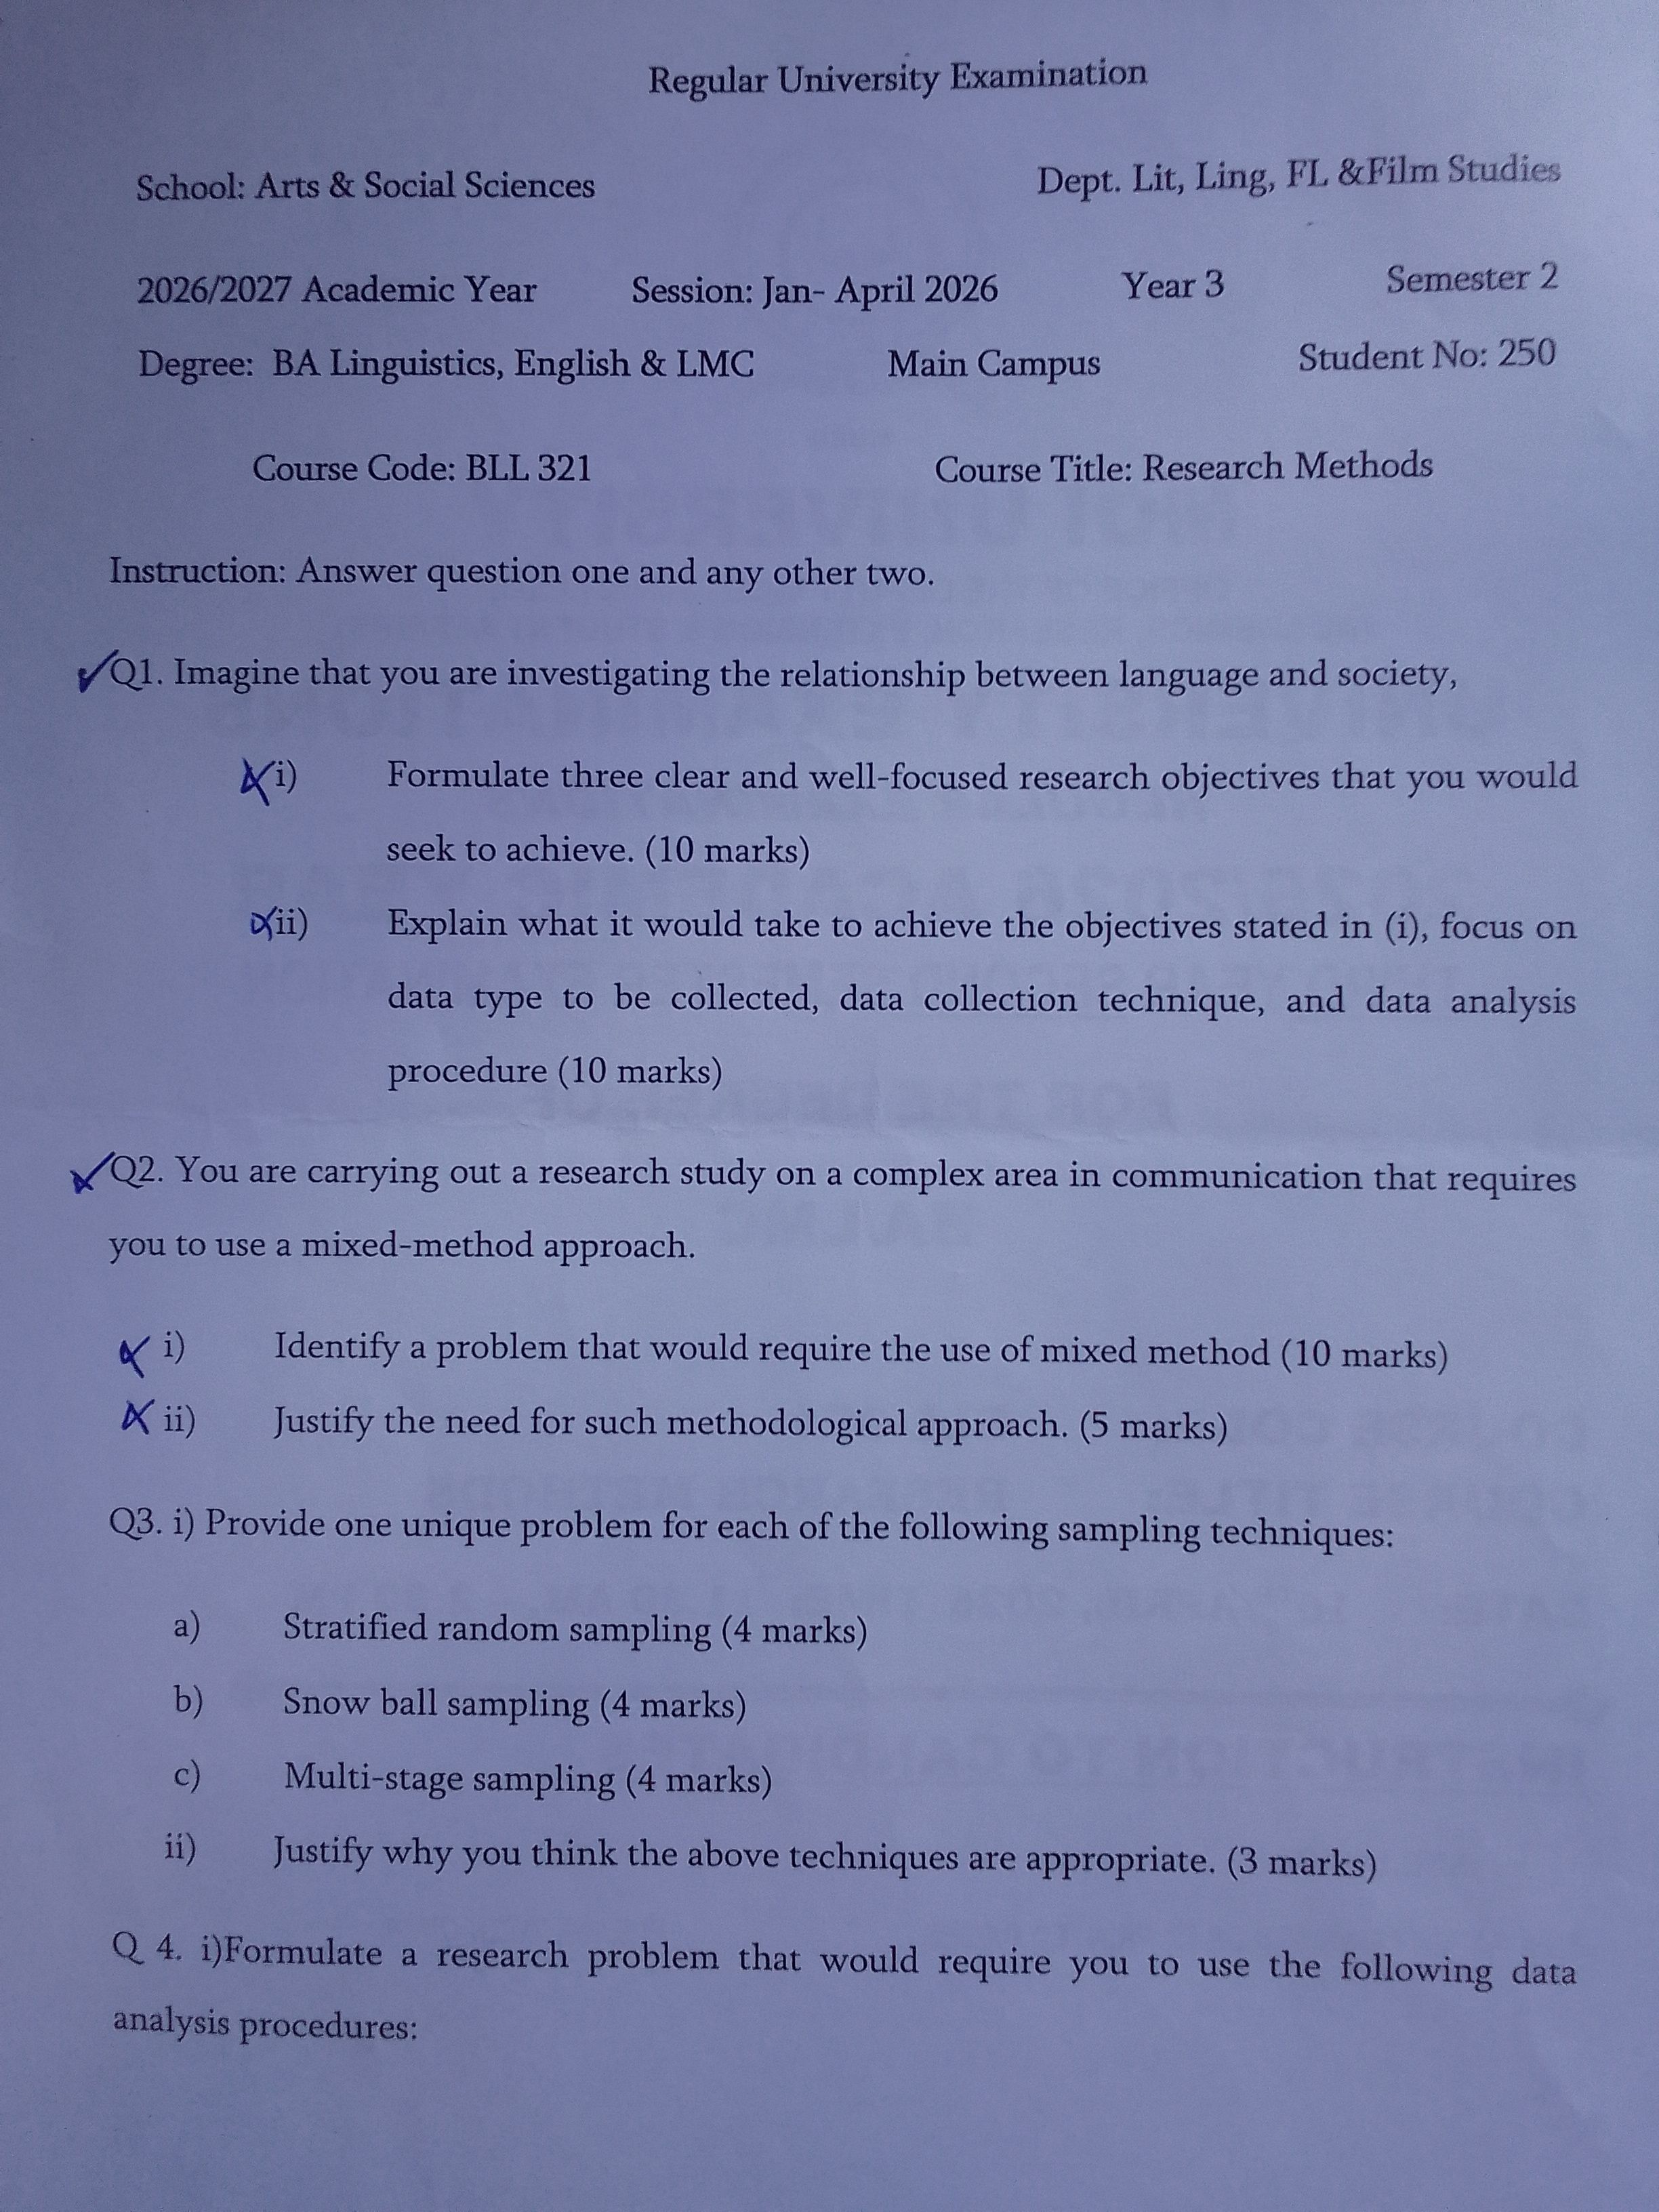 Regular University Examination
School: Arts & Social Sciences Dept. Lit, Ling, FL &Film Studies
2026/2027 Academic Year Session: Jan- April 2026 Year 3 Semester 2
Degree: BA Linguistics, English & LMC Main Campus Student No: 250
Course Code: BLL 321 Course Title: Research Methods
Instruction: Answer question one and any other two.
Q1. Imagine that you are investigating the relationship between language and society,
i) Formulate three clear and well-focused research objectives that you would
seek to achieve. (10 marks)
ii) Explain what it would take to achieve the objectives stated in (i), focus on
data type to be collected, data collection technique, and data analysis
procedure (10 marks)
Q2. You are carrying out a research study on a complex area in communication that requires
you to use a mixed-method approach.
i) Identify a problem that would require the use of mixed method (10 marks)
ii) Justify the need for such methodological approach. (5 marks)
Q3. i) Provide one unique problem for each of the following sampling techniques:
a) Stratified random sampling (4 marks)
b) Snow ball sampling (4 marks)
c) Multi-stage sampling (4 marks)
ii) Justify why you think the above techniques are appropriate. (3 marks)
Q 4. i)Formulate a research problem that would require you to use the following data
analysis procedures: